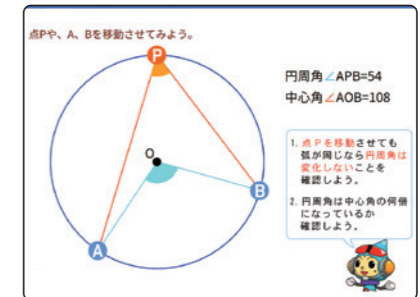 点Pや、A、Bを移動させてみよう。
P
円周角∠APB=54
中心角∠AOB=108
O
B
A
1. 点Pを移動させても
弧が同じなら円周角は
変化しないことを
確認しよう。
2. 円周角は中心角の何倍
になっているか
確認しよう。